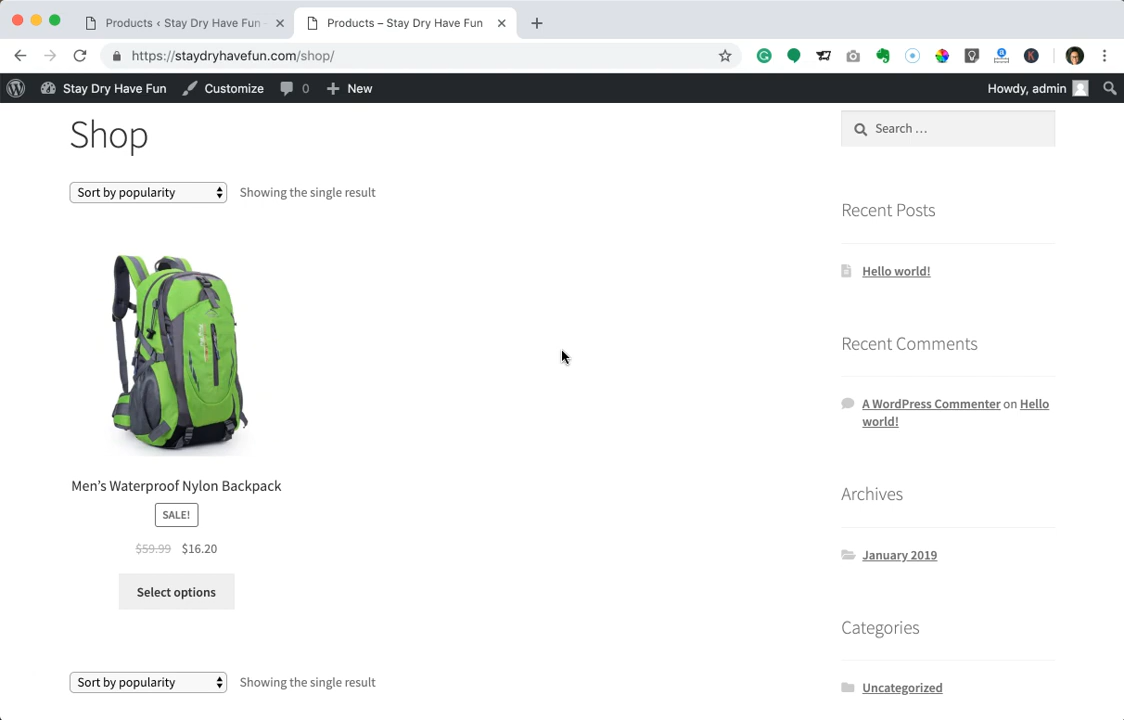 Products ‹ Stay Dry Have Fun
Products – Stay Dry Have Fun
https://staydryhavefun.com/shop/
Stay Dry Have Fun
Customize
0
New
Howdy, admin
Shop
Search …
Sort by popularity
Showing the single result
Recent Posts
Hello world!
Recent Comments
A WordPress Commenter on Hello
world!
Men’s Waterproof Nylon Backpack
SALE!
$59.99 $16.20
Select options
Archives
January 2019
Categories
Sort by popularity
Showing the single result
Uncategorized